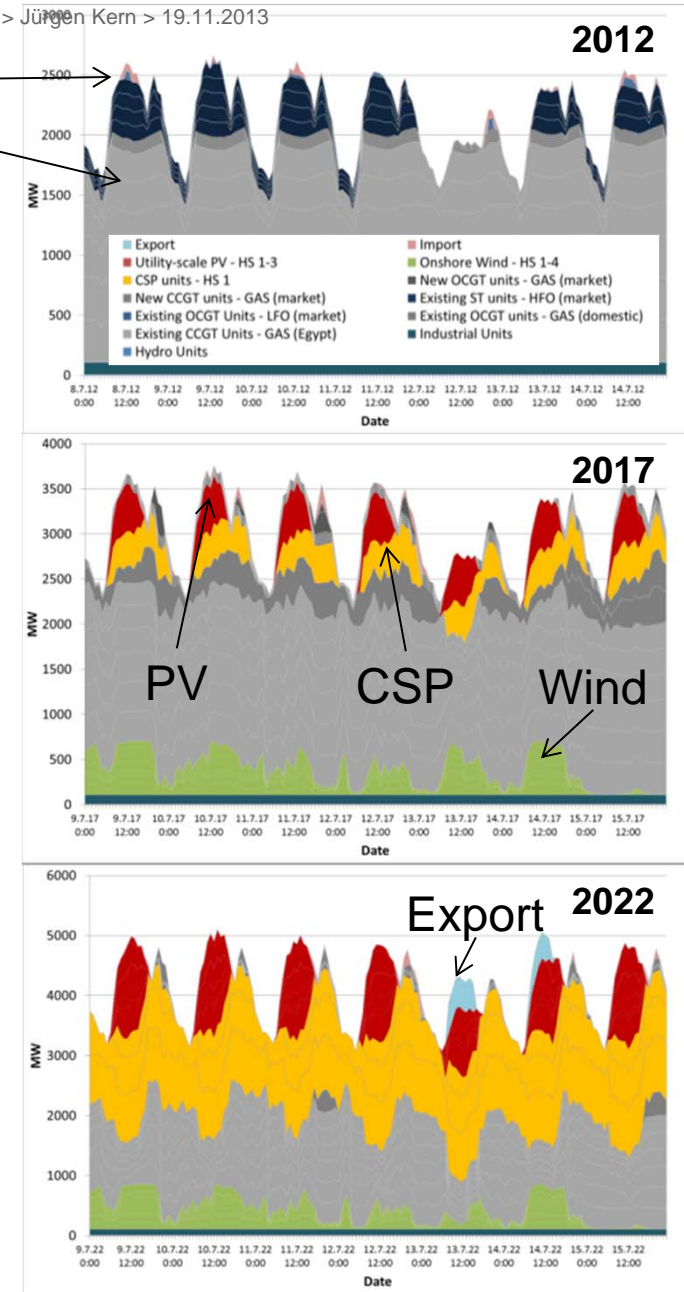 > Jürgen Kern > 19.11.2013
2012
3000
2500
2000
1500
1000
500
0
MW
Export
Import
Utility-scale PV - HS 1-3
Onshore Wind - HS 1-4
CSP units - HS 1
New OCGT units - GAS (market)
New CCGT units - GAS (market)
Existing ST units - HFO (market)
Existing OCGT units - LFO (market)
Existing OCGT units - GAS (domestic)
Existing CCGT Units - GAS (Egypt)
Industrial Units
Hydro Units
8.7.12 8.7.12 9.7.12 9.7.12 10.7.12 10.7.12 11.7.12 11.7.12 12.7.12 12.7.12 13.7.12 13.7.12 14.7.12 14.7.12
0:00 12:00 0:00 12:00 0:00 12:00 0:00 12:00 0:00 12:00 0:00 12:00 0:00 12:00
Date
2017
4000
3500
3000
2500
2000
1500
1000
500
0
MW
PV CSP Wind
9.7.17 9.7.17 10.7.17 10.7.17 11.7.17 11.7.17 12.7.17 12.7.17 13.7.17 13.7.17 14.7.17 14.7.17 15.7.17 15.7.17
0:00 12:00 0:00 12:00 0:00 12:00 0:00 12:00 0:00 12:00 0:00 12:00 0:00 12:00
Date
2022
Export
6000
5000
4000
3000
2000
1000
0
MW
9.7.22 9.7.22 10.7.22 10.7.22 11.7.22 11.7.22 12.7.22 12.7.22 13.7.22 13.7.22 14.7.22 14.7.22 15.7.22 15.7.22
0:00 12:00 0:00 12:00 0:00 12:00 0:00 12:00 0:00 12:00 0:00 12:00 0:00 12:00
Date